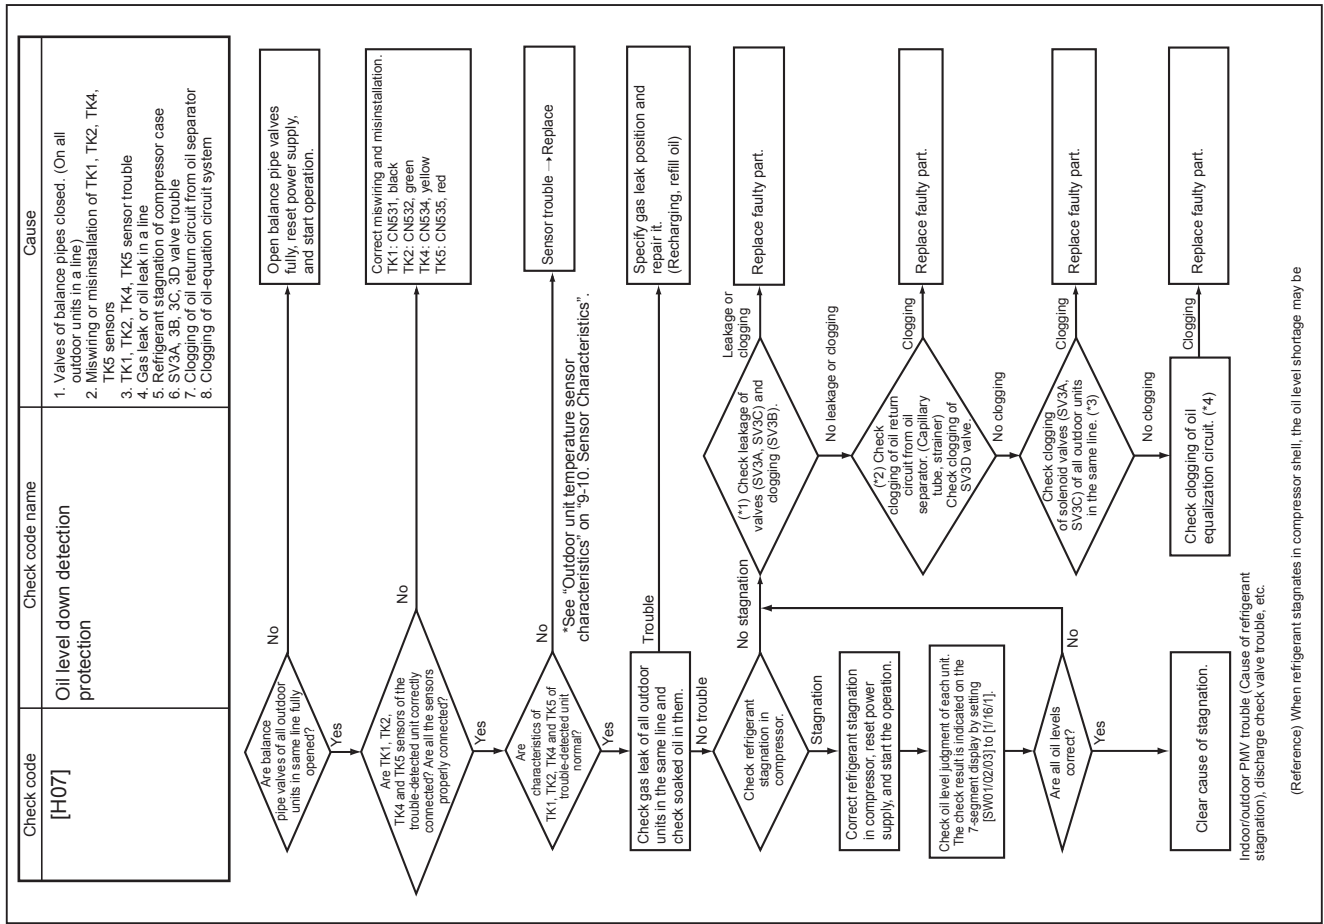 Check code
Check code name
Cause
[H07]
Oil level down detection
protection
1. Valves of balance pipes closed. (On all
outdoor units in a line)
2. Miswiring or misinstallation of TK1, TK2, TK4,
TK5 sensors
3. TK1, TK2, TK4, TK5 sensor trouble
4. Gas leak or oil leak in a line
5. Refrigerant stagnation of compressor case
6. SV3A, 3B, 3C, 3D valve trouble
7. Clogging of oil return circuit from oil separator
8. Clogging of oil-equation circuit system
Are balance
pipe valves of all outdoor
units in same line fully
opened?
No
Open balance pipe valves
fully, reset power supply,
and start operation.
Yes
Are TK1, TK2,
TK4 and TK5 sensors of the
trouble-detected unit correctly
connected? Are all the sensors
properly connected?
No
Correct miswiring and misinstallation.
TK1: CN531, black
TK2: CN532, green
TK4: CN534, yellow
TK5: CN535, red
Yes
Are
characteristics of
TK1, TK2, TK4 and TK5 of
trouble-detected unit
normal?
No
Sensor trouble → Replace
*See “Outdoor unit temperature sensor
characteristics” on “9-10. Sensor Characteristics”.
Yes
Check gas leak of all outdoor
units in the same line and
check soaked oil in them.
Trouble
Specify gas leak position and
repair it.
(Recharging, refill oil)
No trouble
Check refrigerant
stagnation in
compressor.
No stagnation
(*1) Check leakage of
valves (SV3A, SV3C) and
clogging (SV3B).
Leakage or
clogging
Replace faulty part.
Stagnation
No leakage or clogging
Correct refrigerant stagnation
in compressor, reset power
supply, and start the operation.
(*2) Check
clogging of oil return
circuit from oil
separator. (Capillary
tube, strainer)
Check clogging of
SV3D valve.
Clogging
Replace faulty part.
No clogging
Check oil level judgment of each unit.
The check result is indicated on the
7-segment display by setting
[SW01/02/03] to [1/16/1].
Check clogging
of solenoid valves (SV3A,
SV3C) of all outdoor units
in the same line. (*3)
Clogging
Replace faulty part.
Are all oil levels
correct?
No
No clogging
Yes
Check clogging of oil
equalization circuit. (*4)
Clogging
Replace faulty part.
Clear cause of stagnation.
Indoor/outdoor PMV trouble (Cause of refrigerant
stagnation), discharge check valve trouble, etc.
(Reference) When refrigerant stagnates in compressor shell, the oil level shortage may be